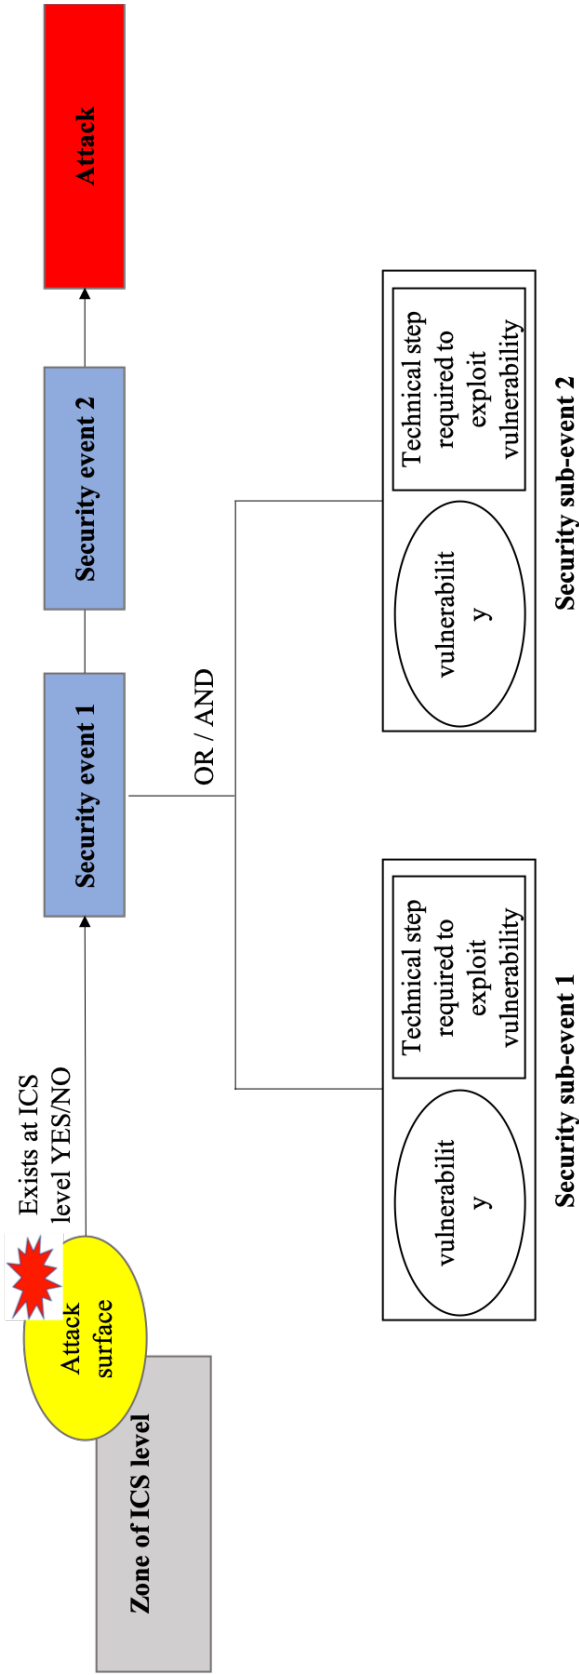 Zone of ICS level
Attack
surface
Exists at ICS
level YES/NO
Security event 1
Security event 2
Attack
OR / AND
vulnerabilit
y
Technical step
required to
exploit
vulnerability
Security sub-event 1
vulnerabilit
y
Technical step
required to
exploit
vulnerability
Security sub-event 2